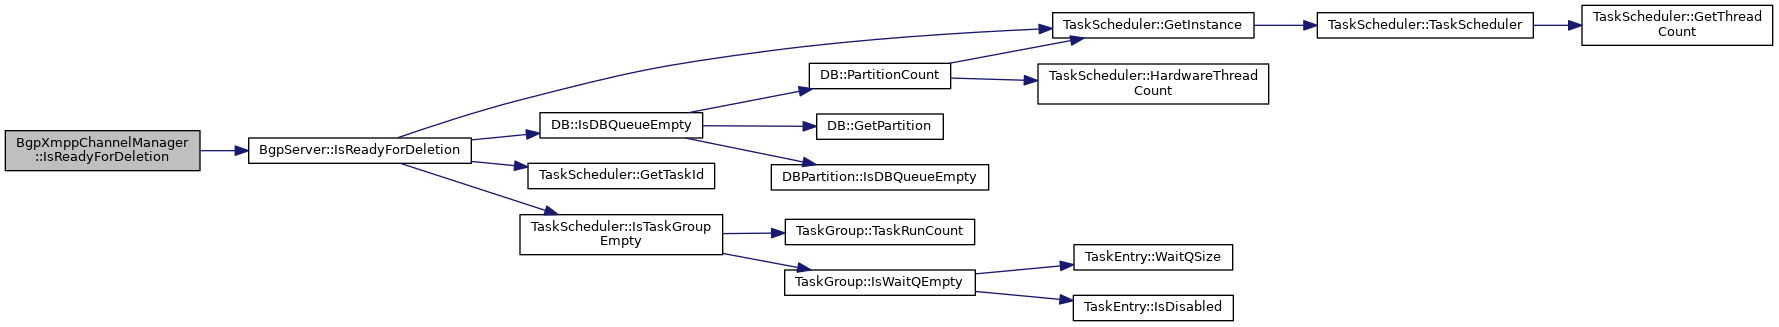 BgpXmppChannelManager
::IsReadyForDeletion
BgpServer::IsReadyForDeletion
TaskScheduler::GetInstance
TaskScheduler::TaskScheduler
TaskScheduler::GetThread
Count
DB::IsDBQueueEmpty
DB::PartitionCount
TaskScheduler::HardwareThread
Count
DB::GetPartition
DBPartition::IsDBQueueEmpty
TaskScheduler::GetTaskId
TaskScheduler::IsTaskGroup
Empty
TaskGroup::TaskRunCount
TaskGroup::IsWaitQEmpty
TaskEntry::WaitQSize
TaskEntry::IsDisabled